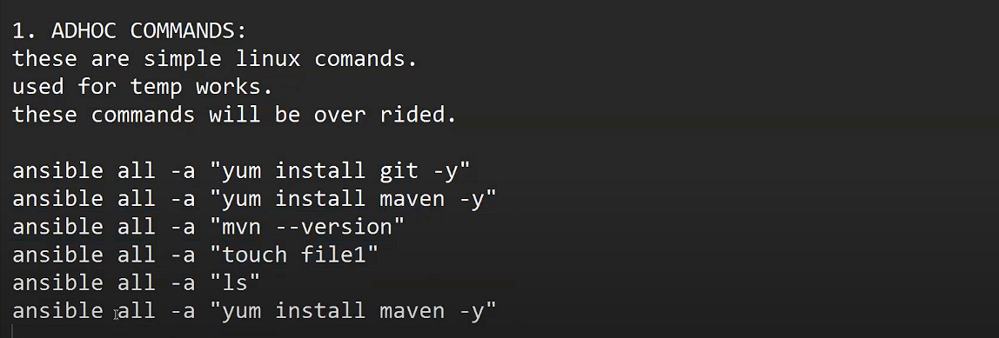 1. ADHOC COMMANDS:
these are simple linux comands.
used for temp works.
these commands will be over rided.
ansible all -a "yum install git -y"
ansible all -a "yum install maven -y"
ansible all -a "mvn --version"
ansible all -a "touch file1"
ansible all -a "ls"
ansible all -a "yum install maven -y"